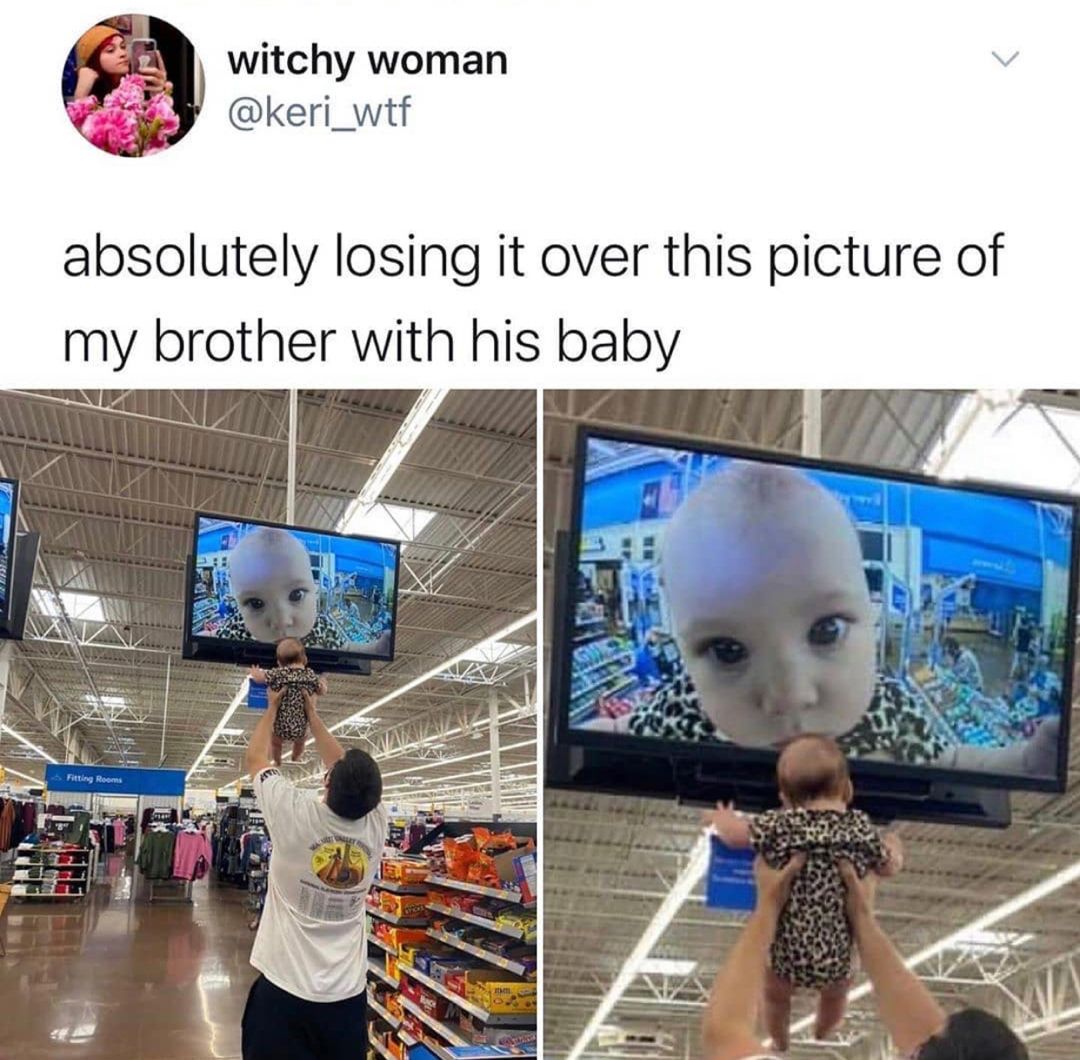 witchy woman
@keri_wtf
absolutely losing it over this picture of
my brother with his baby
Fitting Rooms